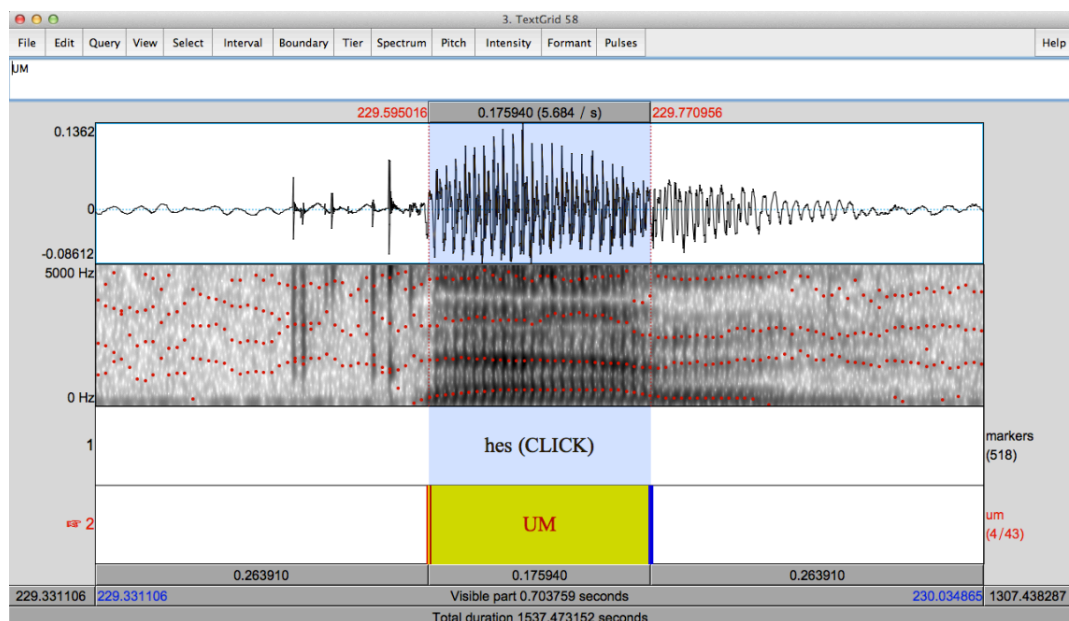 3. TextGrid 58
File Edit Query View Select Interval Boundary Tier Spectrum Pitch Intensity Formant Pulses Help
UM
229.595016 0.175940 (5.684 / s) 229.770956
0.1362
0
-0.08612
5000 Hz
0 Hz
1 hes (CLICK) markers
(518)
☞ 2 UM um
(4/43)
0.263910 0.175940 0.263910
229.331106 229.331106 Visible part 0.703759 seconds 230.034865 1307.438287
Total duration 1537.473152 seconds